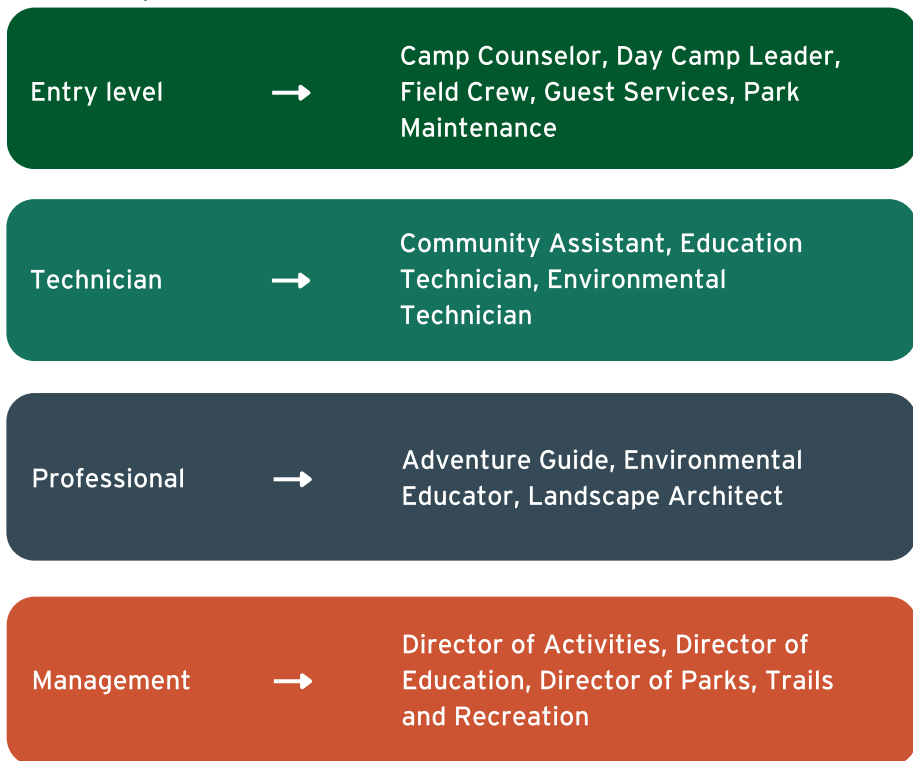 Entry level → Camp Counselor, Day Camp Leader,
Field Crew, Guest Services, Park
Maintenance
Technician → Community Assistant, Education
Technician, Environmental
Technician
Professional → Adventure Guide, Environmental
Educator, Landscape Architect
Management → Director of Activities, Director of
Education, Director of Parks, Trails
and Recreation